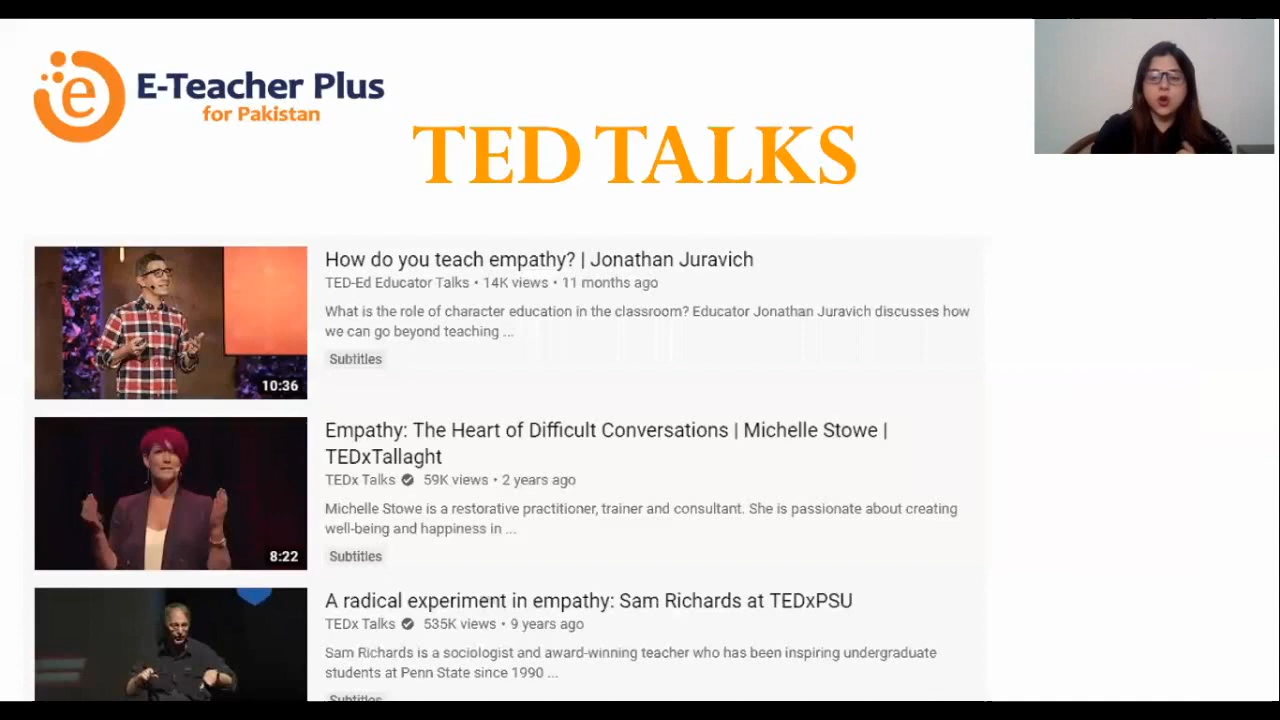 e
E-Teacher Plus
for Pakistan
TED TALKS
How do you teach empathy? | Jonathan Juravich
TED-Ed Educator Talks • 14K views • 11 months ago
What is the role of character education in the classroom? Educator Jonathan Juravich discusses how
we can go beyond teaching ...
Subtitles
10:36
Empathy: The Heart of Difficult Conversations | Michelle Stowe |
TEDxTallaght
TEDx Talks 59K views • 2 years ago
Michelle Stowe is a restorative practitioner, trainer and consultant. She is passionate about creating
well-being and happiness in ...
Subtitles
8:22
A radical experiment in empathy: Sam Richards at TEDxPSU
TEDx Talks 535K views • 9 years ago
Sam Richards is a sociologist and award-winning teacher who has been inspiring undergraduate
students at Penn State since 1990 ...
Subtitles